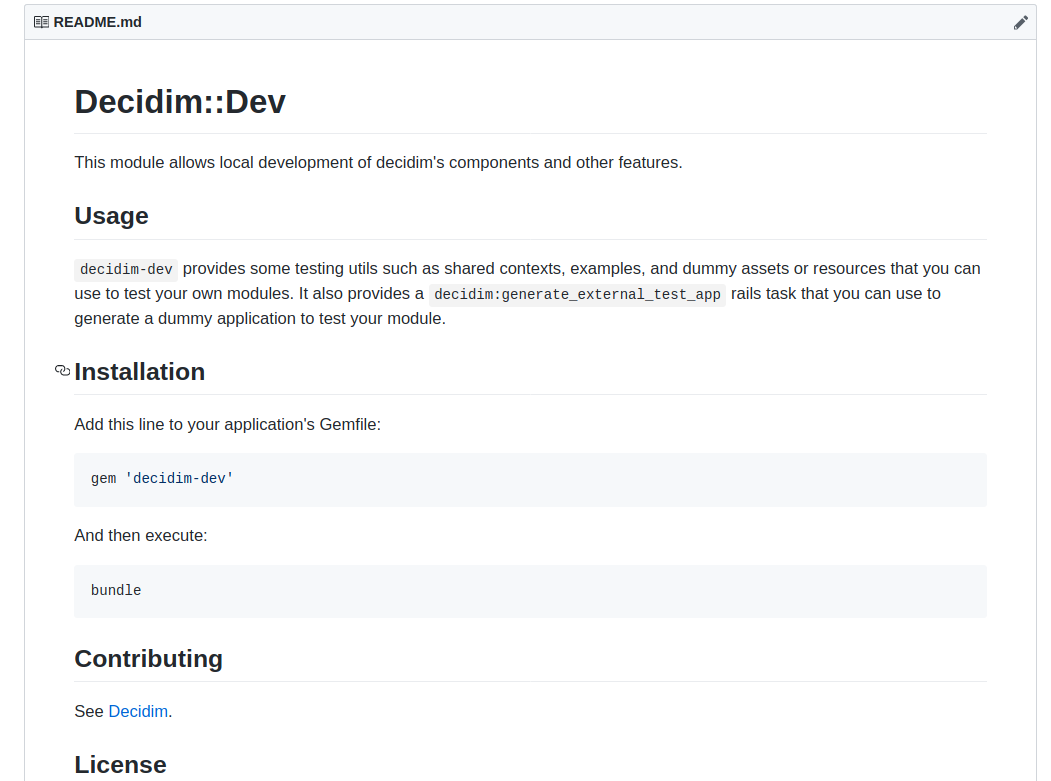 README.md
Decidim::Dev
This module allows local development of decidim's components and other features.
Usage
decidim-dev provides some testing utils such as shared contexts, examples, and dummy assets or resources that you can
use to test your own modules. It also provides a decidim:generate_external_test_app rails task that you can use to
generate a dummy application to test your module.
Installation
Add this line to your application's Gemfile:
gem 'decidim-dev'
And then execute:
bundle
Contributing
See Decidim.
License